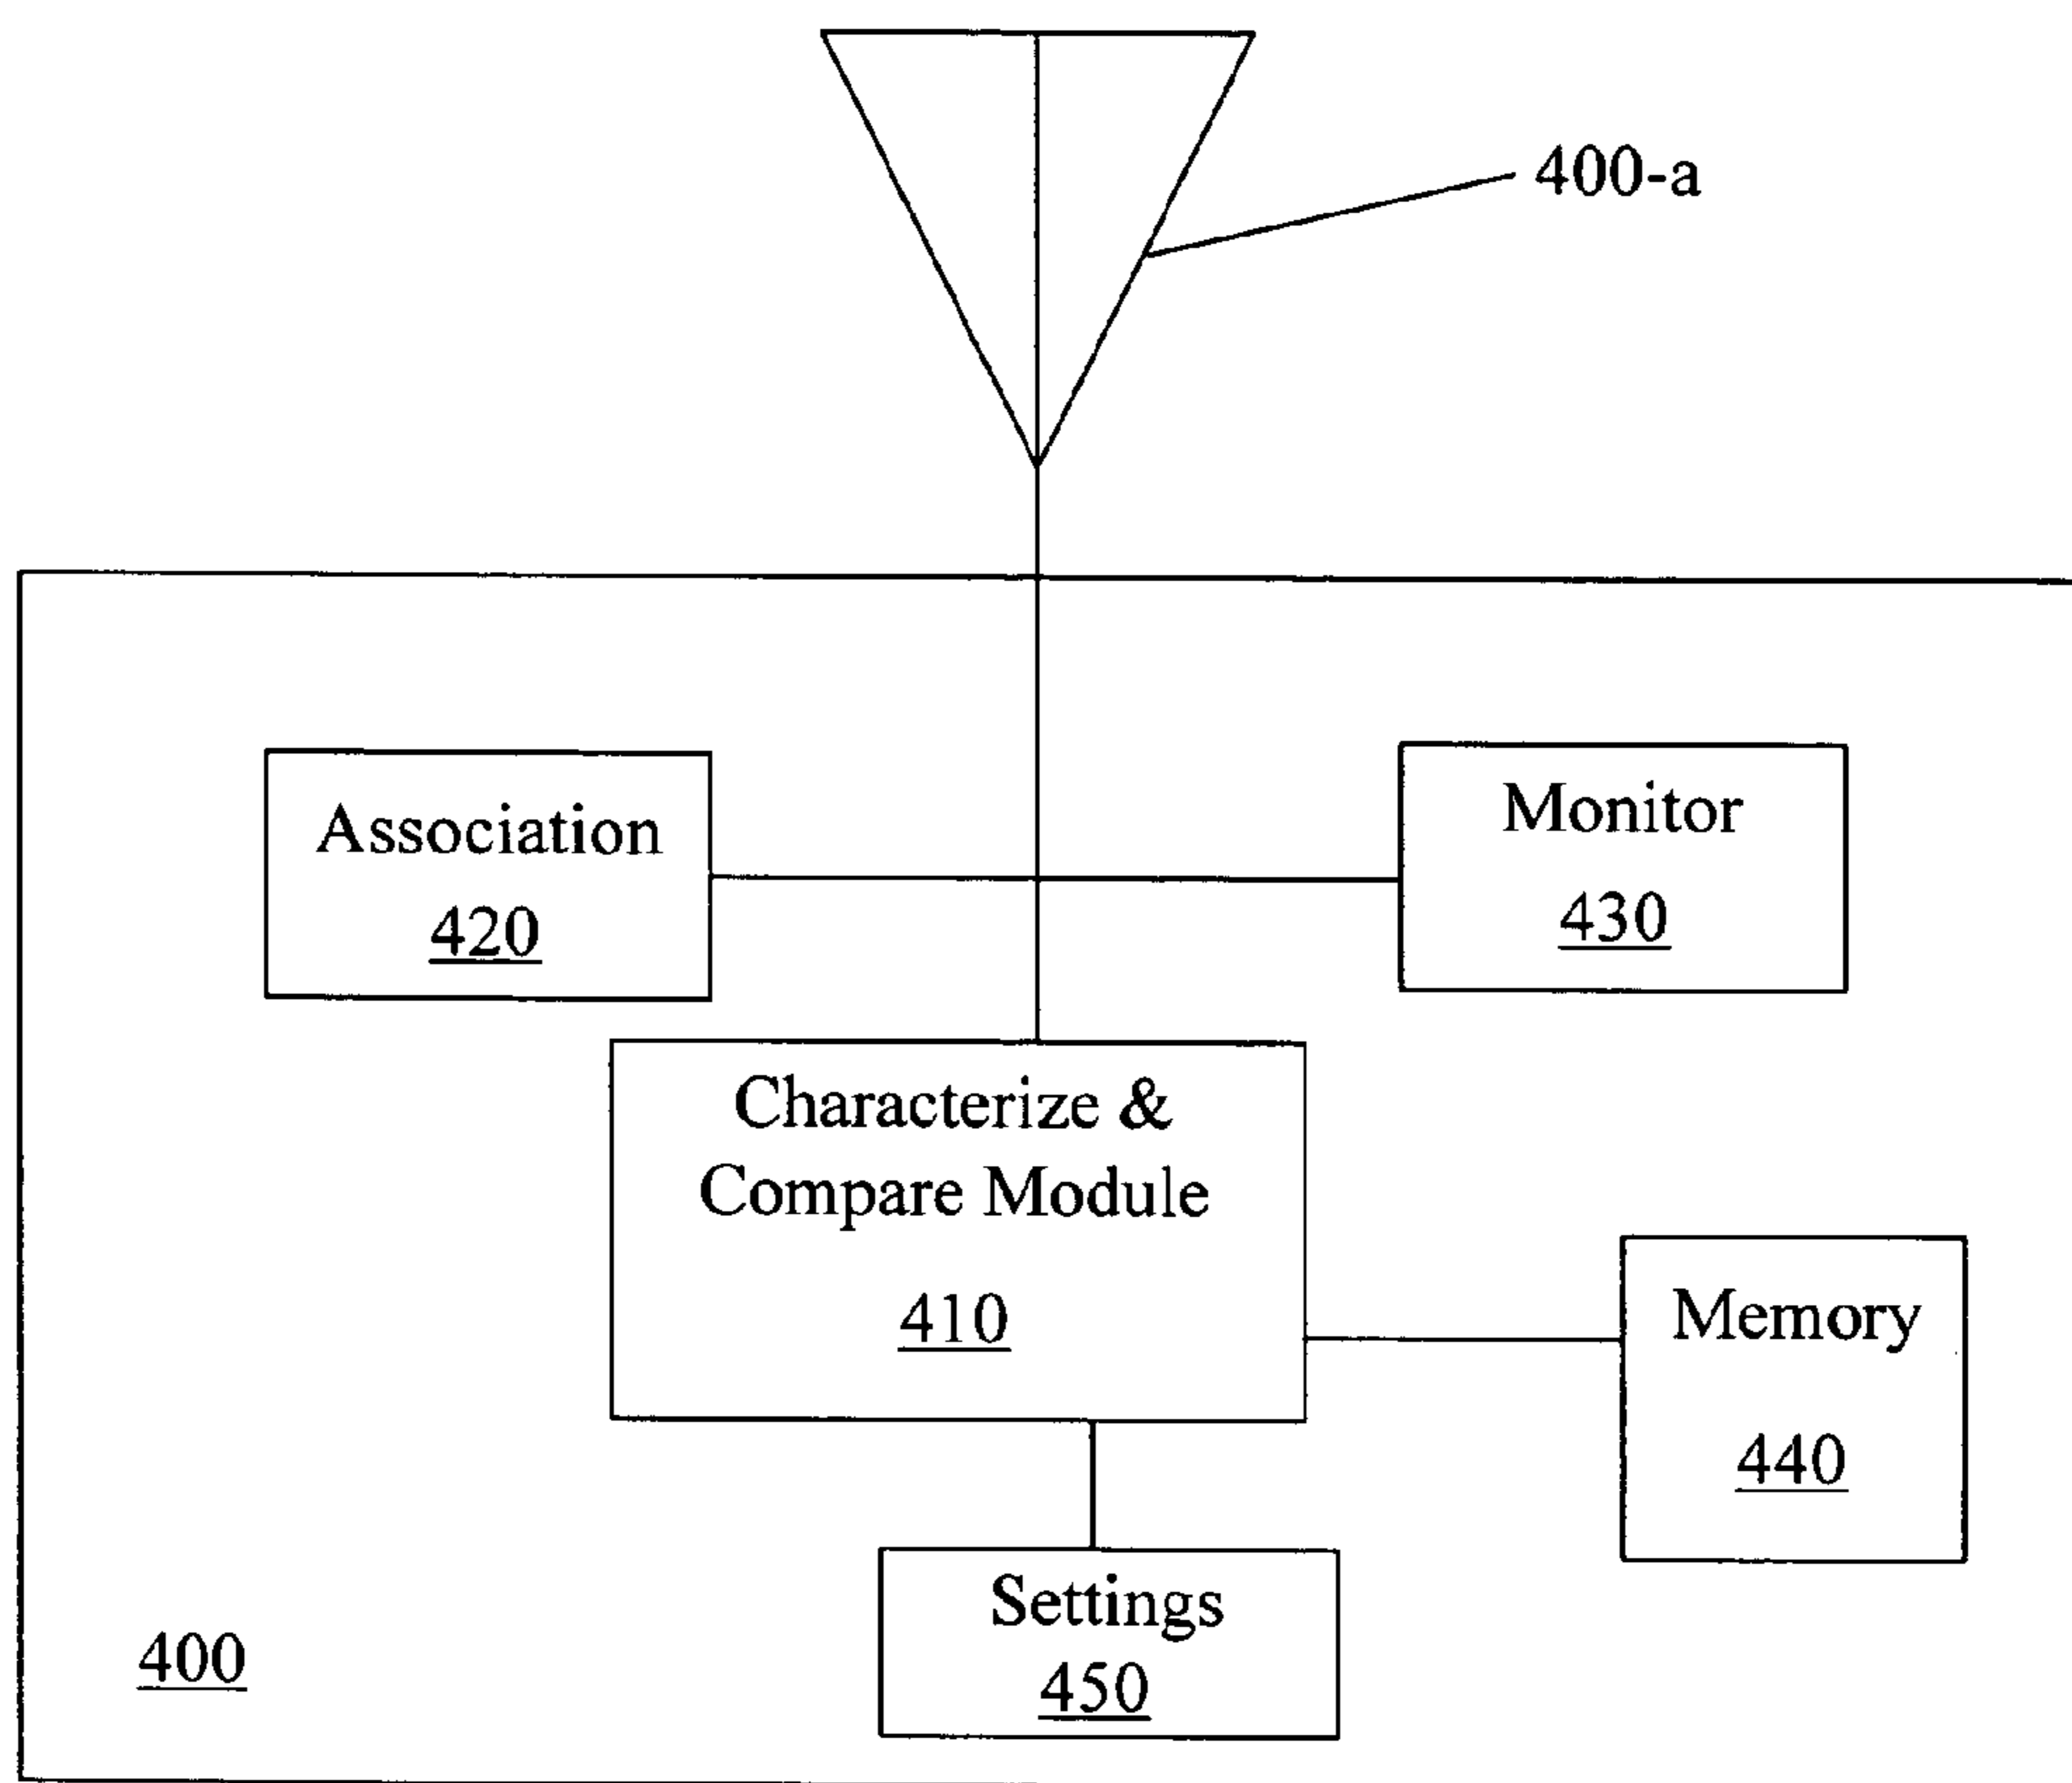 400-a
Association
420
Monitor
430
Characterize &
Compare Module
410
Memory
440
Settings
450
400